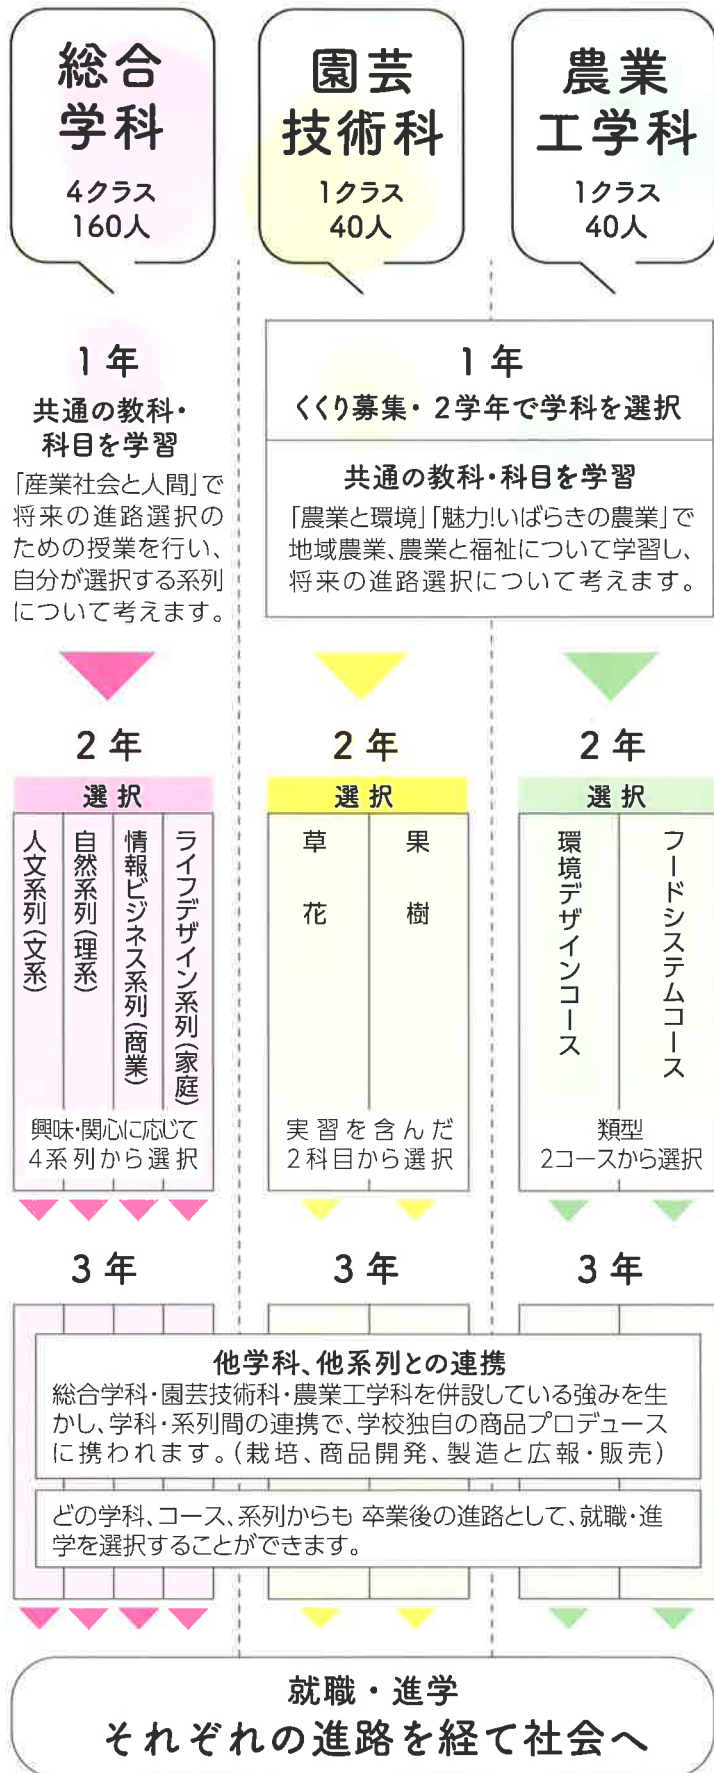 総合
学科
4クラス
160人
園芸
技術科
1クラス
40人
農業
工学科
1クラス
40人
1年
共通の教科・
科目を学習
「産業社会と人間」で
将来の進路選択の
ための授業を行い、
自分が選択する系列
について考えます。
1年
くくり募集・2学年で学科を選択
共通の教科・科目を学習
「農業と環境」「魅力!いばらきの農業」で
地域農業、農業と福祉について学習し、
将来の進路選択について考えます。
2年
選択
人文系列(文系)
自然系列(理系)
情報ビジネス系列(商業)
ライフデザイン系列(家庭)
興味・関心に応じて
4系列から選択
2年
選択
草花
果樹
実習を含んだ
2科目から選択
2年
選択
環境デザインコース
フードシステムコース
類型
2コースから選択
3年
3年
3年
他学科、他系列との連携
総合学科・園芸技術科・農業工学科を併設している強みを生
かし、学科・系列間の連携で、学校独自の商品プロデュース
に携われます。(栽培、商品開発、製造と広報・販売)
どの学科、コース、系列からも 卒業後の進路として、就職・進
学を選択することができます。
就職・進学
それぞれの進路を経て社会へ